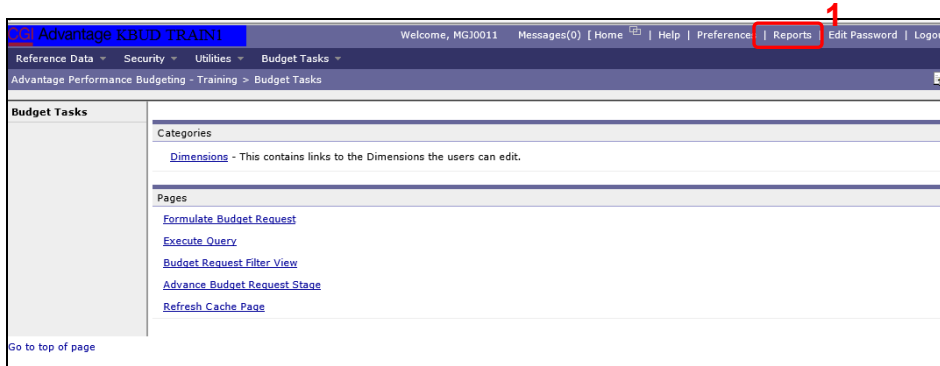 1
CGI Advantage KBUD TRAIN1 Welcome, MGJ0011 Messages(0) [ Home | Help | Preferences | Reports | Edit Password | Logou
Reference Data Security Utilities Budget Tasks
Advantage Performance Budgeting - Training > Budget Tasks
Budget Tasks
Categories
Dimensions - This contains links to the Dimensions the users can edit.
Pages
Formulate Budget Request
Execute Query
Budget Request Filter View
Advance Budget Request Stage
Refresh Cache Page
Go to top of page